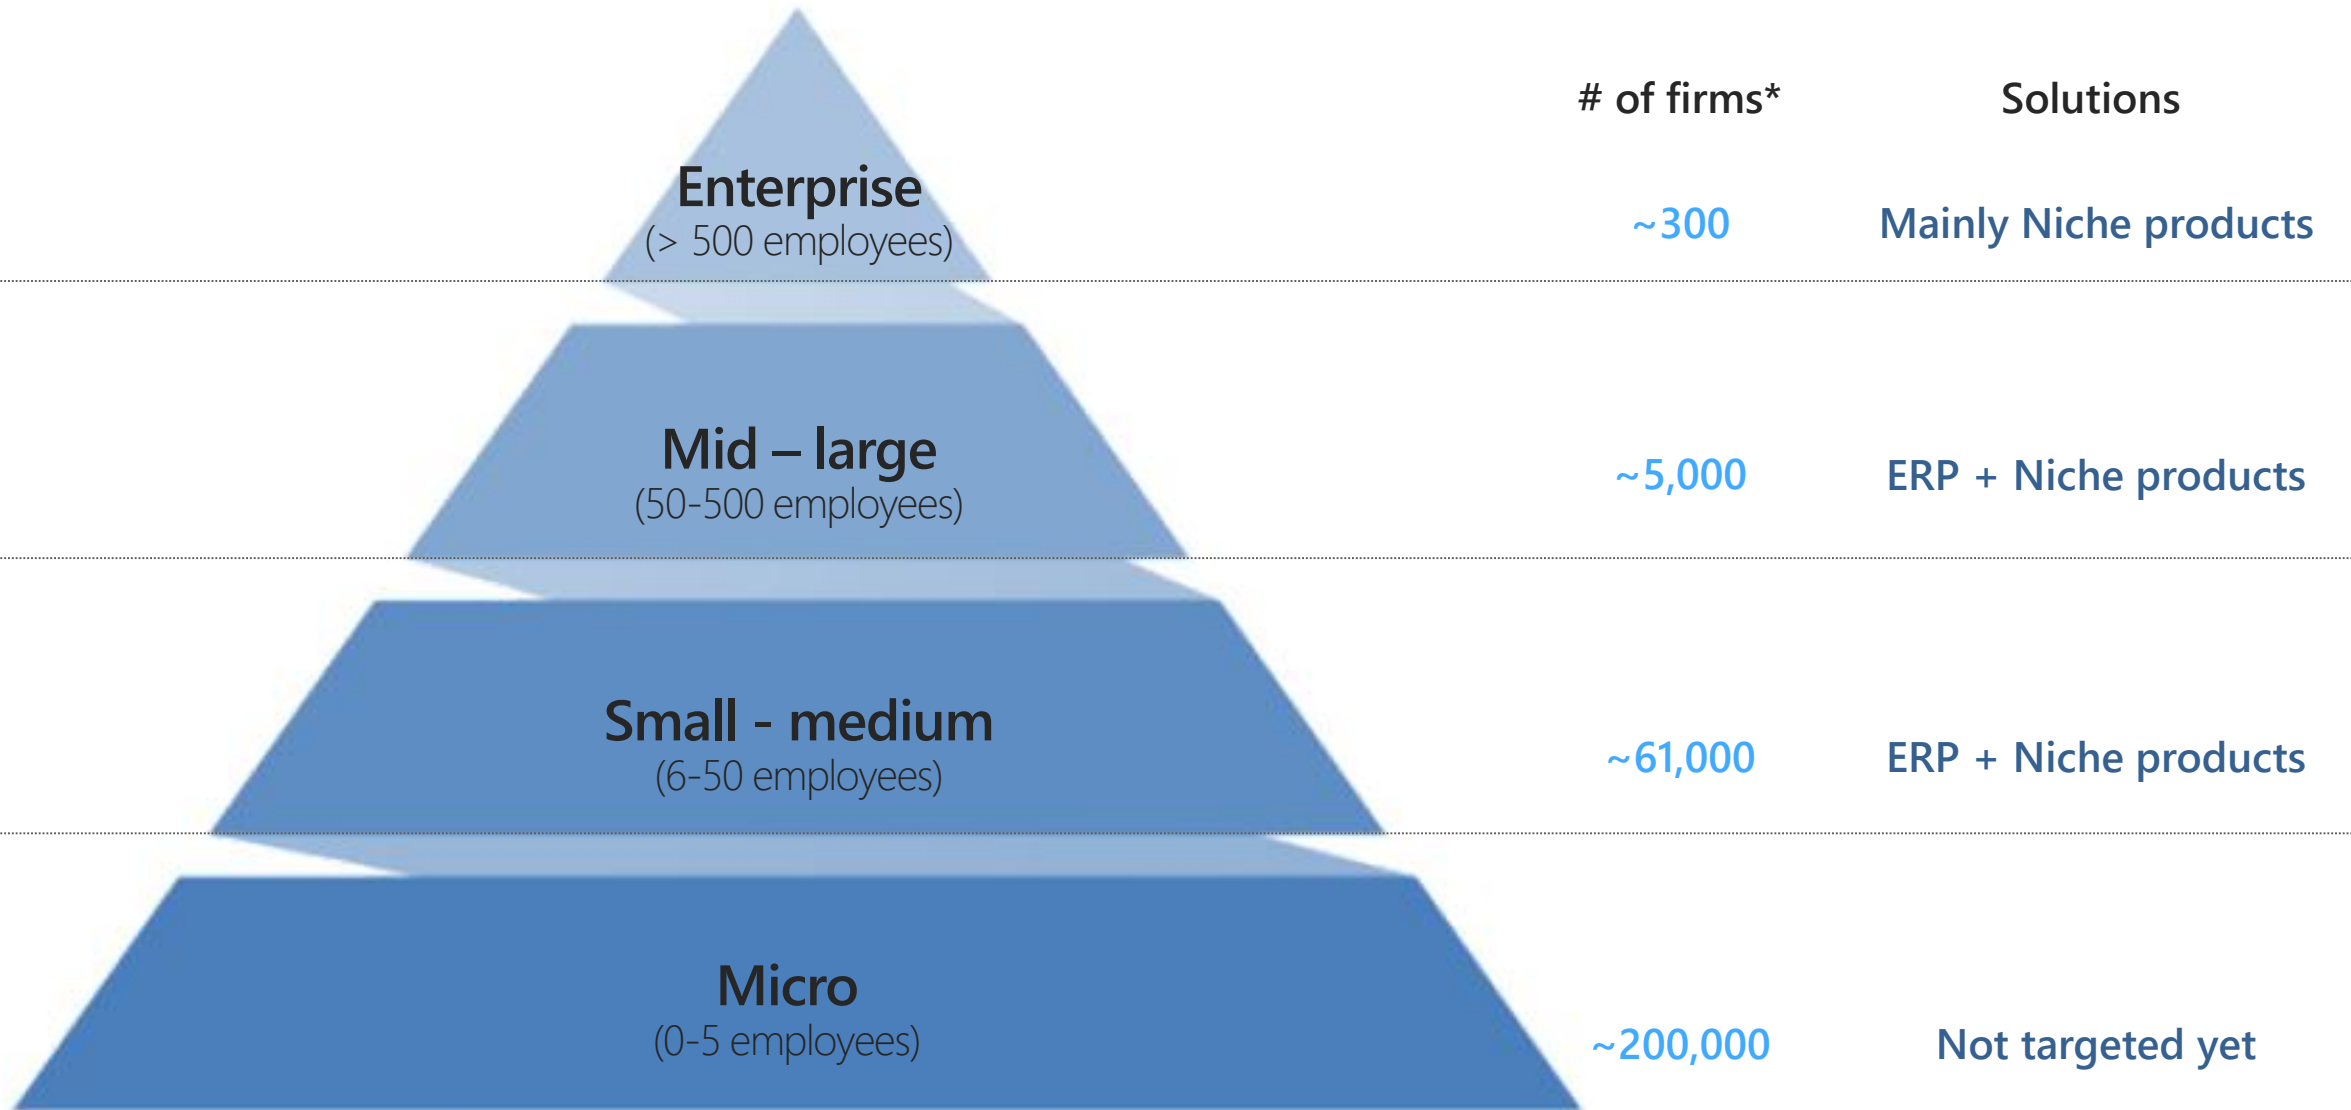 # of firms* Solutions
Enterprise
(> 500 employees)
~300 Mainly Niche products
Mid – large
(50-500 employees)
~5,000 ERP + Niche products
Small - medium
(6-50 employees)
~61,000 ERP + Niche products
Micro
(0-5 employees)
~200,000 Not targeted yet